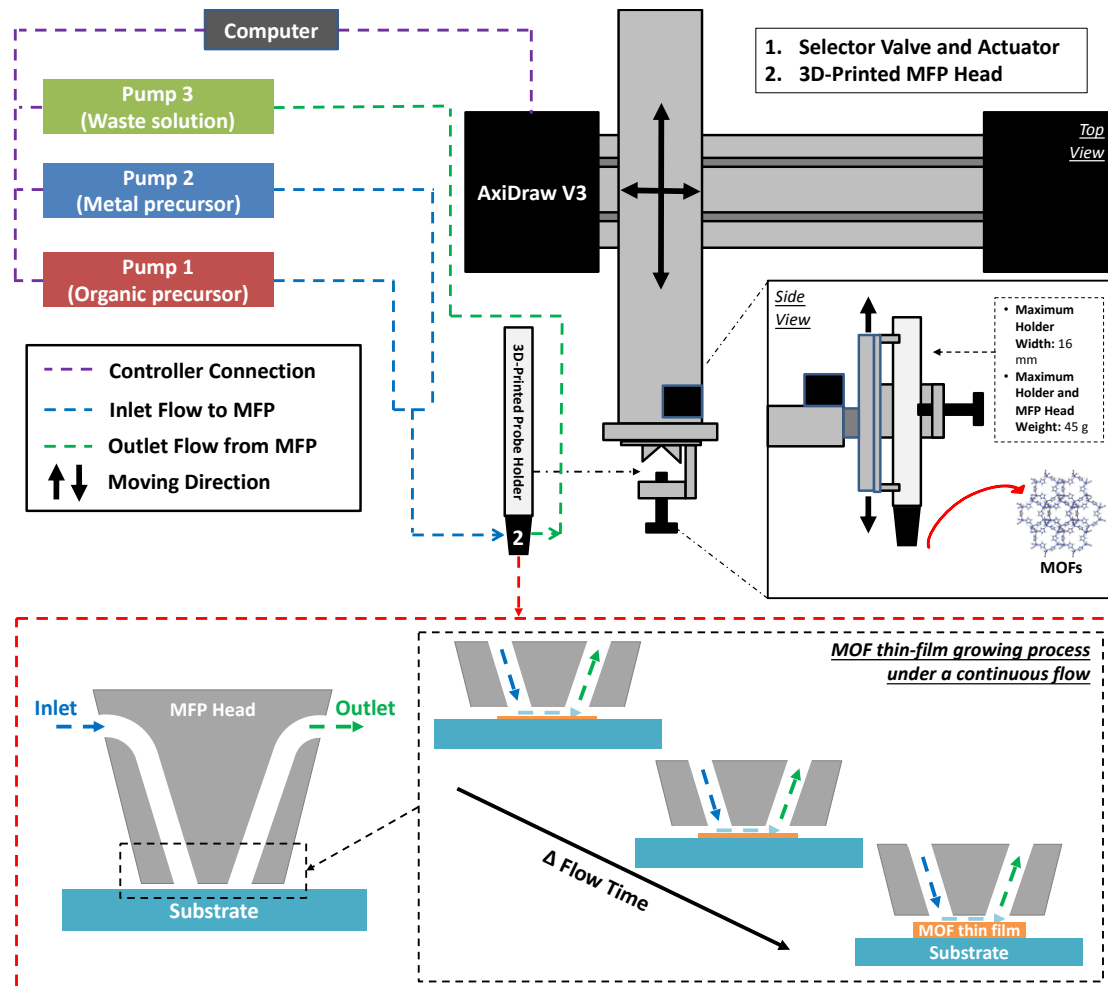 Computer
1. Selector Valve and Actuator
2. 3D-Printed MFP Head
Pump 3
(Waste solution)
Pump 2
(Metal precursor)
Pump 1
(Organic precursor)
AxiDraw V3
Top
View
Controller Connection
Inlet Flow to MFP
Outlet Flow from MFP
Moving Direction
3D-Printed Probe Holder
2
Side
View
• Maximum
Holder
Width: 16
mm
• Maximum
Holder and
MFP Head
Weight: 45 g
MOFs
Inlet
MFP Head
Outlet
Substrate
MOF thin-film growing process
under a continuous flow
Δ Flow Time
MOF thin film
Substrate